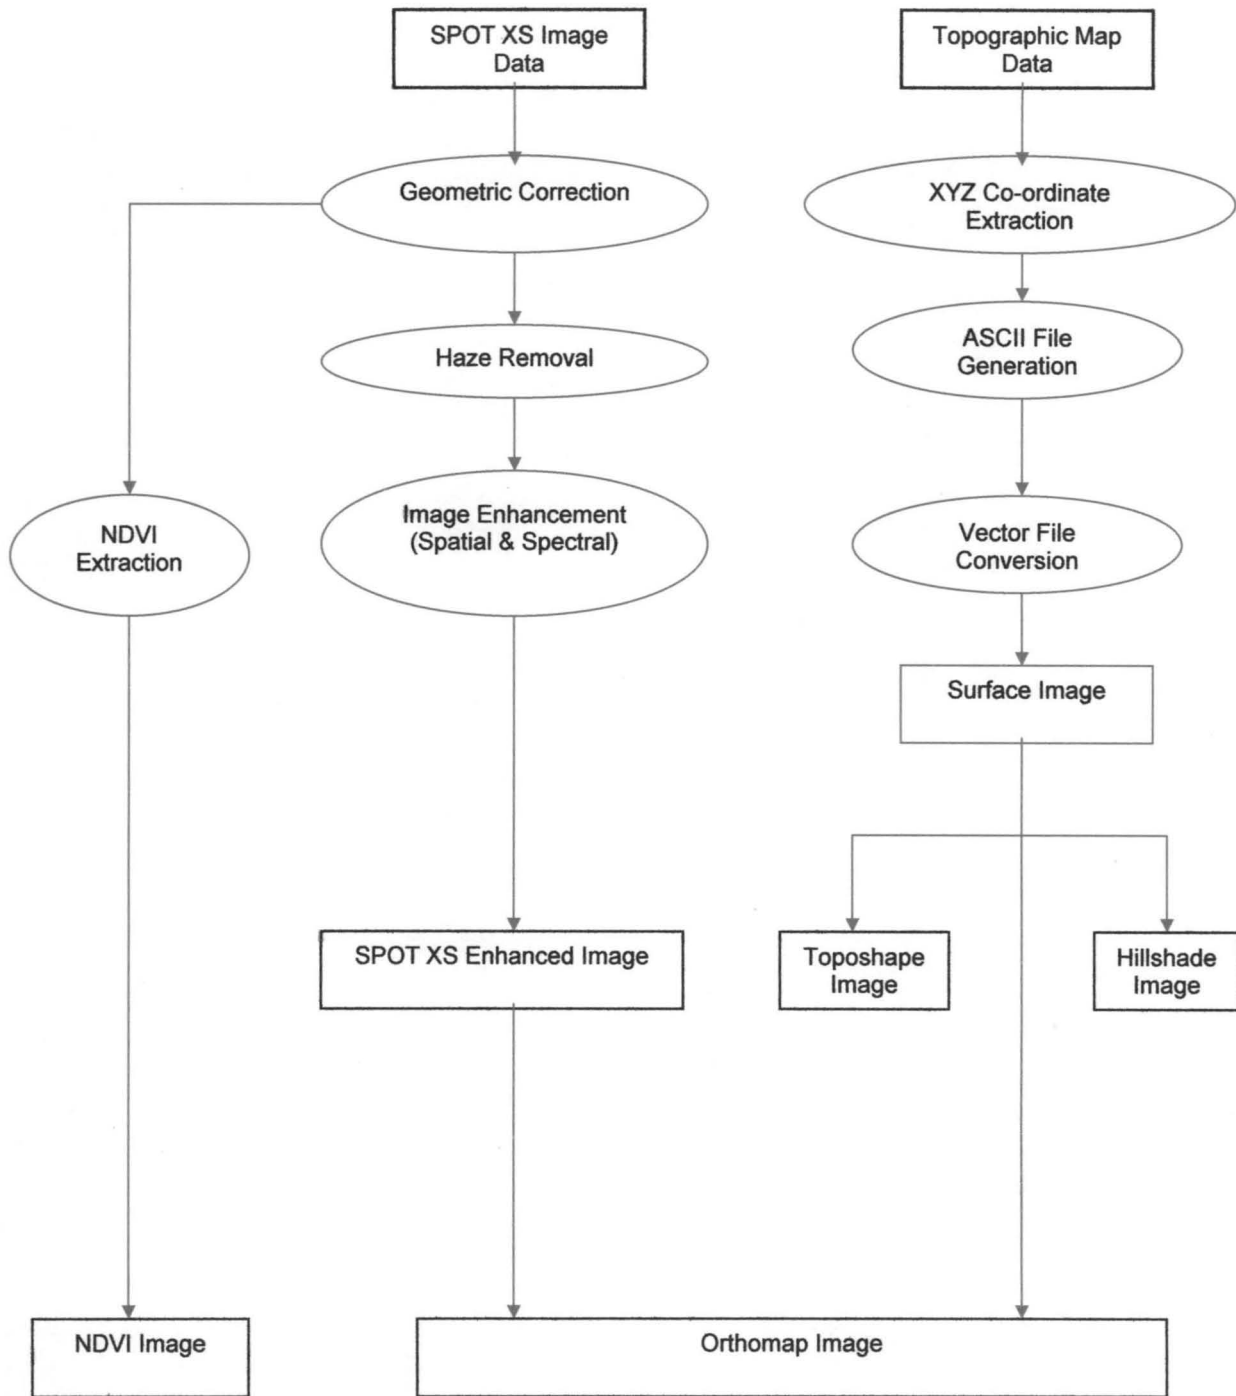 SPOT XS Image
Data
Topographic Map
Data
Geometric Correction
XYZ Co-ordinate
Extraction
Haze Removal
ASCII File
Generation
NDVI
Extraction
Image Enhancement
(Spatial & Spectral)
Vector File
Conversion
Surface Image
SPOT XS Enhanced Image
Toposhape
Image
Hillshade
Image
NDVI Image
Orthomap Image